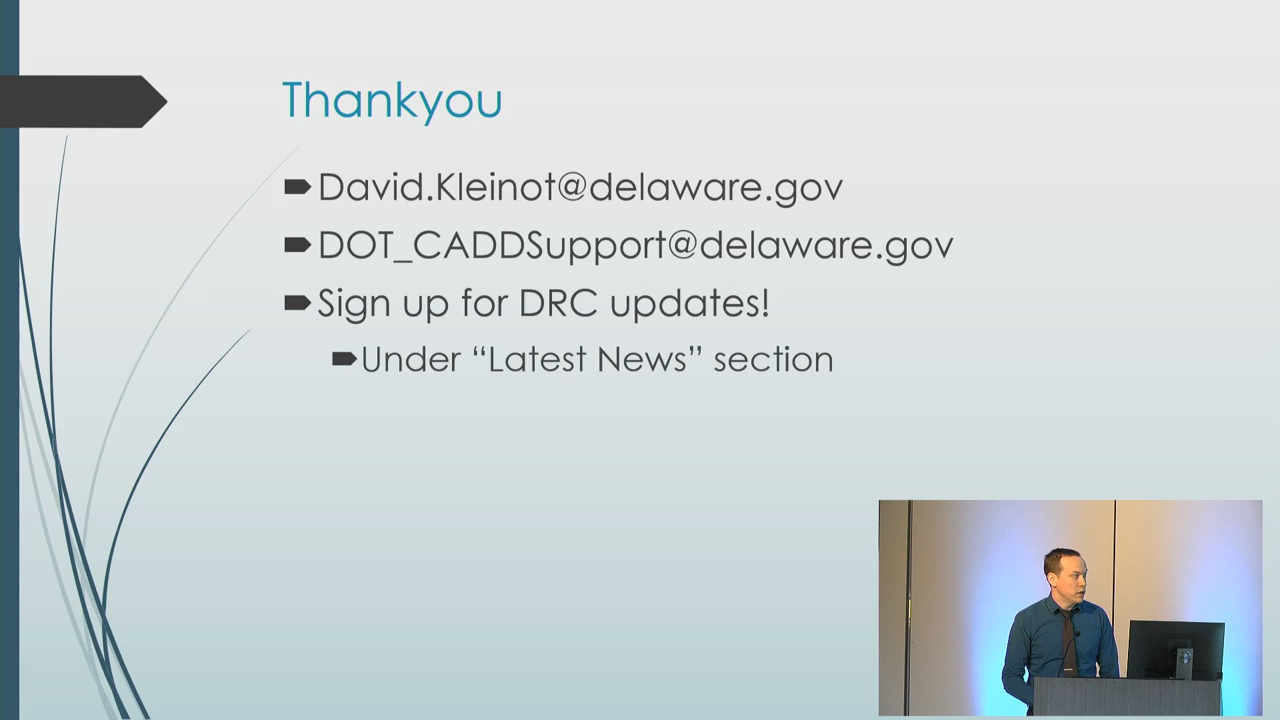 Thankyou
David.Kleinot@delaware.gov
DOT_CADDSupport@delaware.gov
Sign up for DRC updates!
Under “Latest News” section